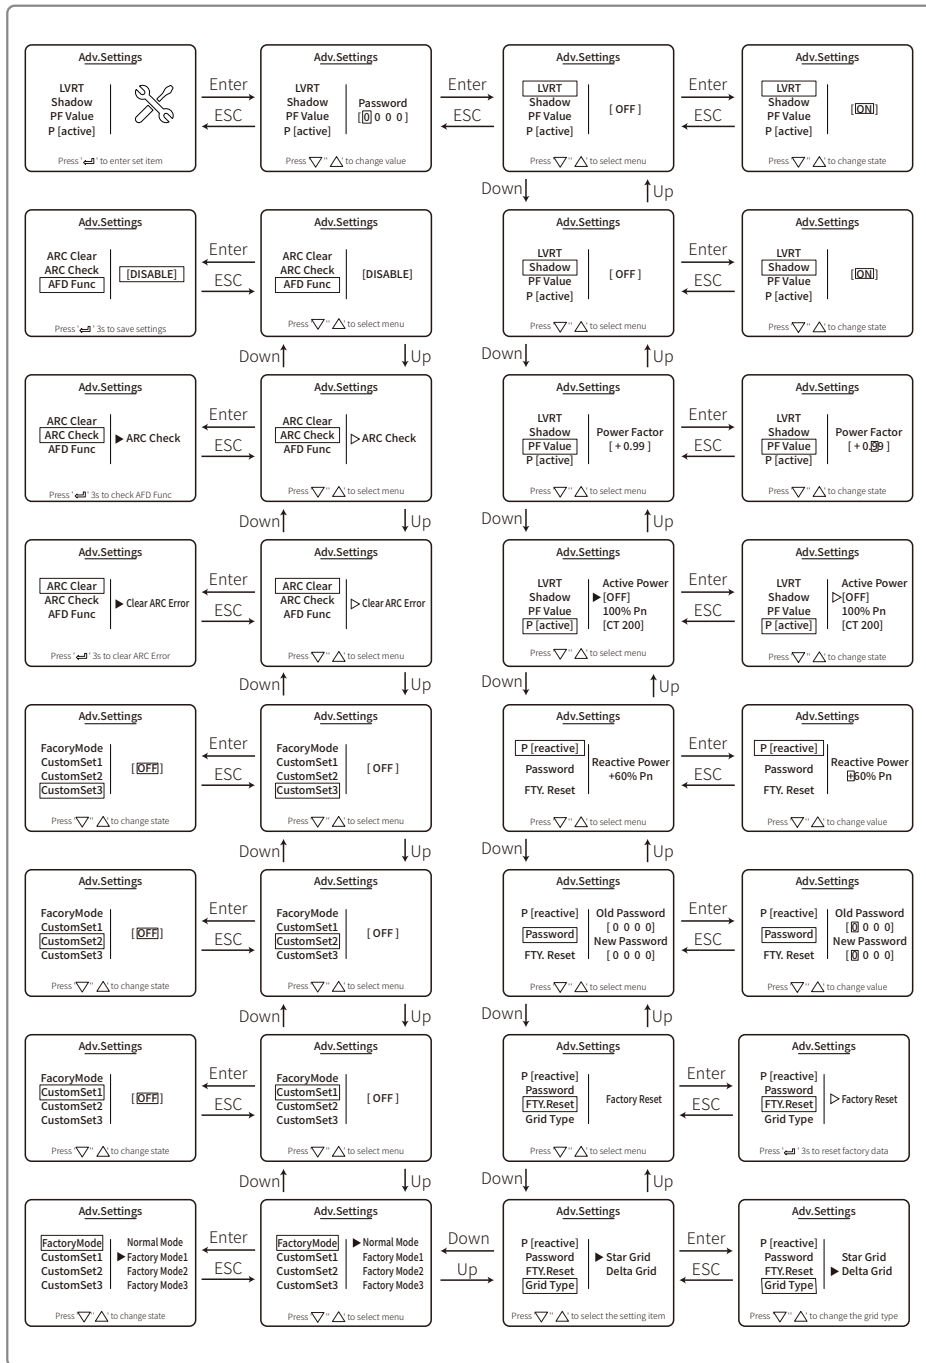 Adv.Settings
LVRT
Shadow
PF Value
P [active]
Press ' ' to enter set item
Enter
ESC
Adv.Settings
LVRT
Shadow
PF Value
P [active]
Password
[0 0 0 0]
Press ▽'' △' to change value
Enter
ESC
Adv.Settings
LVRT
Shadow
PF Value
P [active]
[ OFF ]
Press ▽'' △' to select menu
Enter
ESC
Adv.Settings
LVRT
Shadow
PF Value
P [active]
[ON]
Press ▽'' △' to change state
Down
Up
Adv.Settings
ARC Clear
ARC Check
AFD Func
[DISABLE]
Press ' ' 3s to save settings
Enter
ESC
Adv.Settings
ARC Clear
ARC Check
AFD Func
[DISABLE]
Press ▽'' △' to select menu
Adv.Settings
LVRT
Shadow
PF Value
P [active]
[ OFF ]
Press ▽'' △' to select menu
Enter
ESC
Adv.Settings
LVRT
Shadow
PF Value
P [active]
[ON]
Press ▽'' △' to change state
Down
Up
Down
Up
Adv.Settings
ARC Clear
ARC Check
AFD Func
▶ ARC Check
Press ' ' 3s to check AFD Func
Enter
ESC
Adv.Settings
ARC Clear
ARC Check
AFD Func
▷ ARC Check
Press ▽'' △' to select menu
Adv.Settings
LVRT
Shadow
PF Value
P [active]
Power Factor
[ + 0.99 ]
Press ▽'' △' to select menu
Enter
ESC
Adv.Settings
LVRT
Shadow
PF Value
P [active]
Power Factor
[ + 0.99 ]
Press ▽'' △' to change state
Down
Up
Down
Up
Adv.Settings
ARC Clear
ARC Check
AFD Func
▶ Clear ARC Error
Press ' ' 3s to clear ARC Error
Enter
ESC
Adv.Settings
ARC Clear
ARC Check
AFD Func
▷ Clear ARC Error
Press ▽'' △' to select menu
Adv.Settings
LVRT
Shadow
PF Value
P [active]
Active Power
▶[OFF]
100% Pn
[CT 200]
Press ▽'' △' to select menu
Enter
ESC
Adv.Settings
LVRT
Shadow
PF Value
P [active]
Active Power
▷[OFF]
100% Pn
[CT 200]
Press ▽'' △' to change state
Down
Up
Down
Up
Adv.Settings
FacoryMode
CustomSet1
CustomSet2
CustomSet3
[OFF]
Press '▽'' △' to change state
Enter
ESC
Adv.Settings
FacoryMode
CustomSet1
CustomSet2
CustomSet3
[ OFF ]
Press ▽'' △' to select menu
Adv.Settings
P [reactive]
Password
FTY. Reset
Reactive Power
+60% Pn
Press ▽'' △' to select menu
Enter
ESC
Adv.Settings
P [reactive]
Password
FTY. Reset
Reactive Power
+60% Pn
Press ▽'' △' to change value
Down
Up
Down
Up
Adv.Settings
FacoryMode
CustomSet1
CustomSet2
CustomSet3
[OFF]
Press '▽'' △' to change state
Enter
ESC
Adv.Settings
FacoryMode
CustomSet1
CustomSet2
CustomSet3
[ OFF ]
Press ▽'' △' to select menu
Adv.Settings
P [reactive]
Password
FTY. Reset
Old Password
[ 0 0 0 0]
New Password
[ 0 0 0 0]
Press ▽'' △' to select menu
Enter
ESC
Adv.Settings
P [reactive]
Password
FTY. Reset
Old Password
[ 0 0 0 0]
New Password
[ 0 0 0 0]
Press ▽'' △' to change value
Down
Up
Down
Up
Adv.Settings
FacoryMode
CustomSet1
CustomSet2
CustomSet3
[OFF]
Press '▽'' △' to change state
Enter
ESC
Adv.Settings
FacoryMode
CustomSet1
CustomSet2
CustomSet3
[ OFF ]
Press ▽'' △' to select menu
Adv.Settings
P [reactive]
Password
FTY.Reset
Grid Type
Factory Reset
Press ▽'' △' to select menu
Enter
ESC
Adv.Settings
P [reactive]
Password
FTY.Reset
Grid Type
▷ Factory Reset
Press ' ' 3s to reset factory data
Down
Up
Down
Up
Adv.Settings
FactoryMode
CustomSet1
CustomSet2
CustomSet3
Normal Mode
▶ Factory Mode1
Factory Mode2
Factory Mode3
Press ▽'' △' to change state
Enter
ESC
Adv.Settings
FactoryMode
CustomSet1
CustomSet2
CustomSet3
▶ Normal Mode
Factory Mode1
Factory Mode2
Factory Mode3
Press ▽'' △' to select menu
Down
Up
Adv.Settings
P [reactive]
Password
FTY.Reset
Grid Type
▶ Star Grid
Delta Grid
Press ▽'' △' to select the setting item
Enter
ESC
Adv.Settings
P [reactive]
Password
FTY.Reset
Grid Type
Star Grid
▶ Delta Grid
Press ▽'' △' to change the grid type